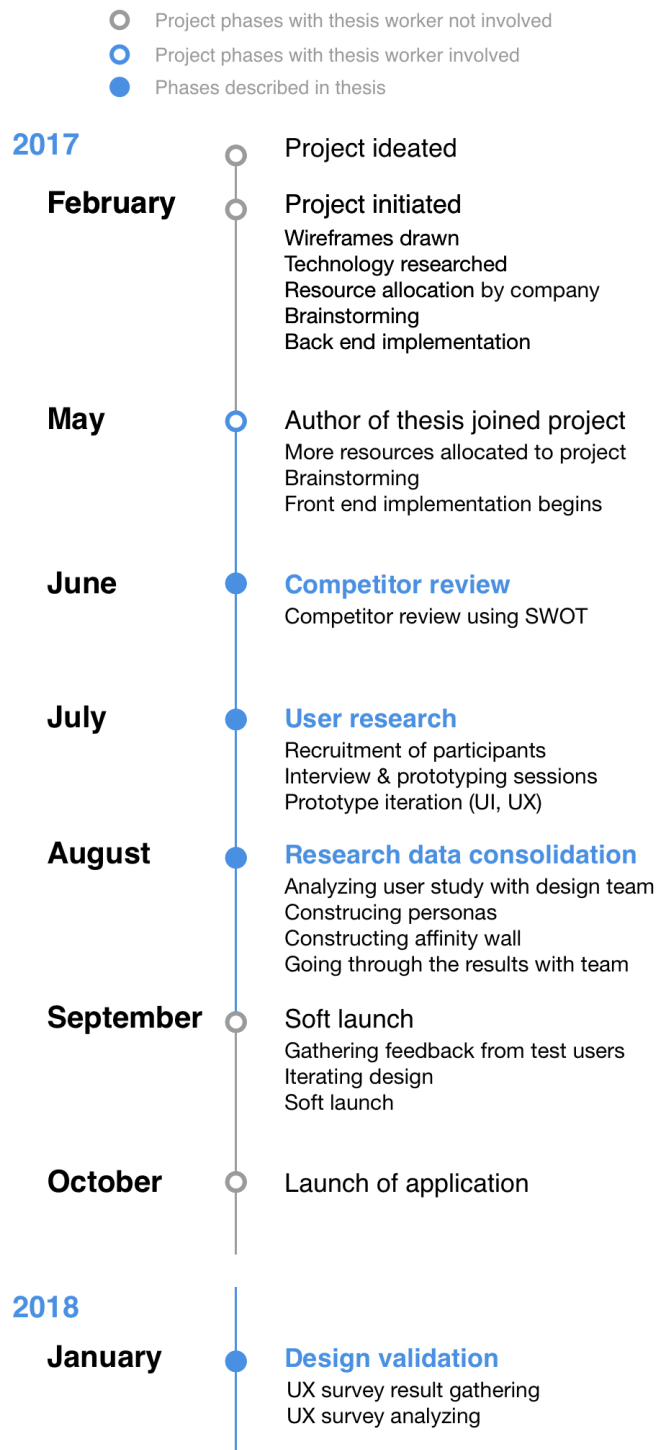 Project phases with thesis worker not involved
Project phases with thesis worker involved
Phases described in thesis
2017
Project ideated
February
Project initiated
Wireframes drawn
Technology researched
Resource allocation by company
Brainstorming
Back end implementation
May
Author of thesis joined project
More resources allocated to project
Brainstorming
Front end implementation begins
June
Competitor review
Competitor review using SWOT
July
User research
Recruitment of participants
Interview & prototyping sessions
Prototype iteration (UI, UX)
August
Research data consolidation
Analyzing user study with design team
Construcing personas
Constructing affinity wall
Going through the results with team
September
Soft launch
Gathering feedback from test users
Iterating design
Soft launch
October
Launch of application
2018
January
Design validation
UX survey result gathering
UX survey analyzing